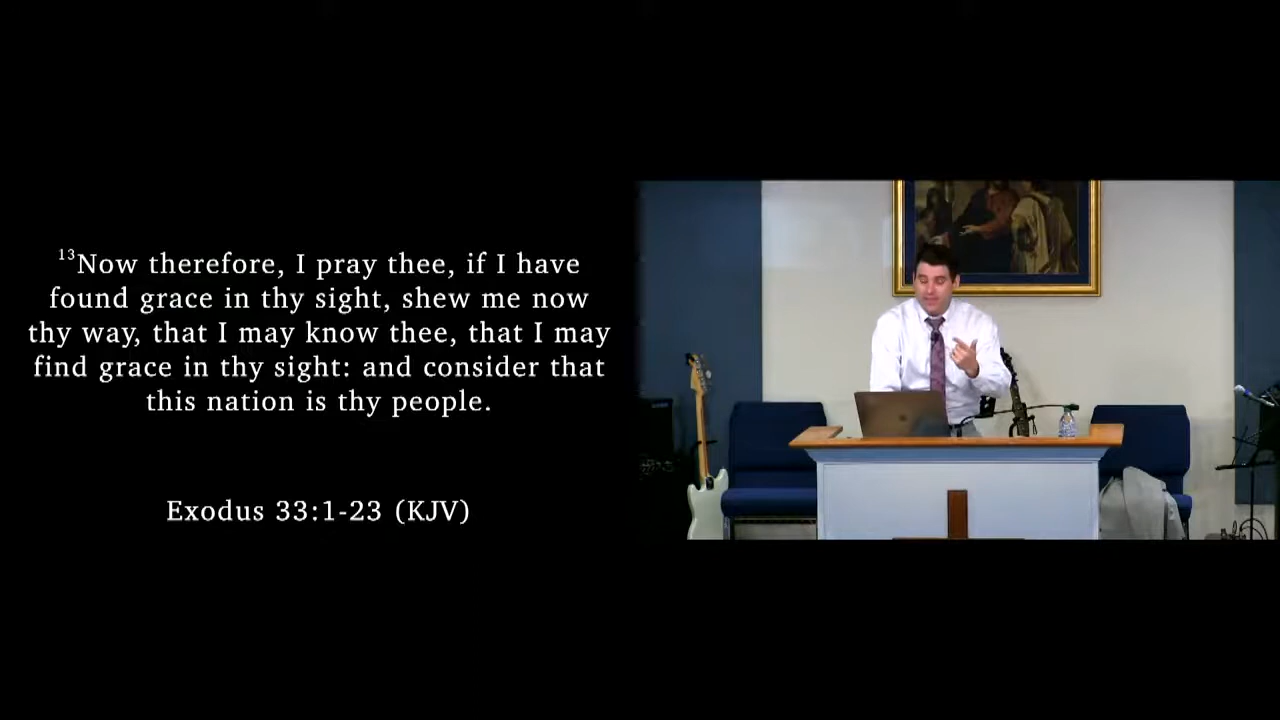 ¹³Now therefore, I pray thee, if I have
found grace in thy sight, shew me now
thy way, that I may know thee, that I may
find grace in thy sight: and consider that
this nation is thy people.
Exodus 33:1-23 (KJV)